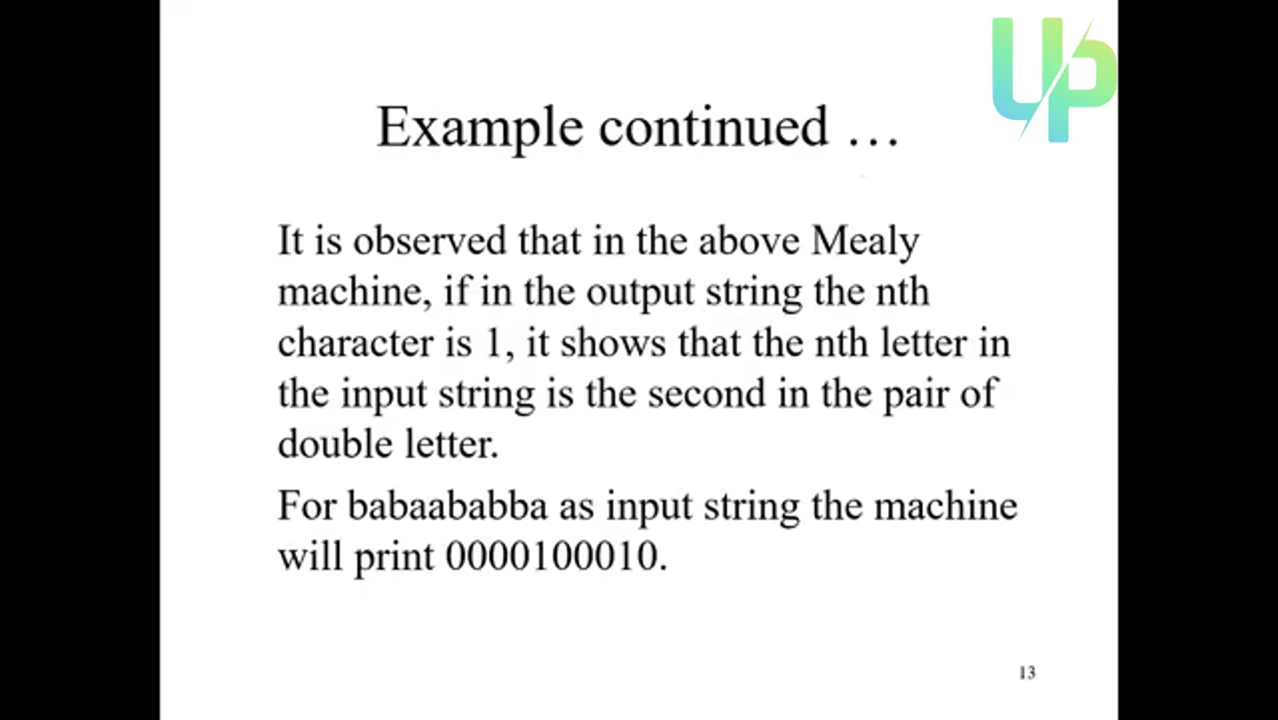 UP
Example continued …
It is observed that in the above Mealy
machine, if in the output string the nth
character is 1, it shows that the nth letter in
the input string is the second in the pair of
double letter.
For babaababba as input string the machine
will print 0000100010.
13